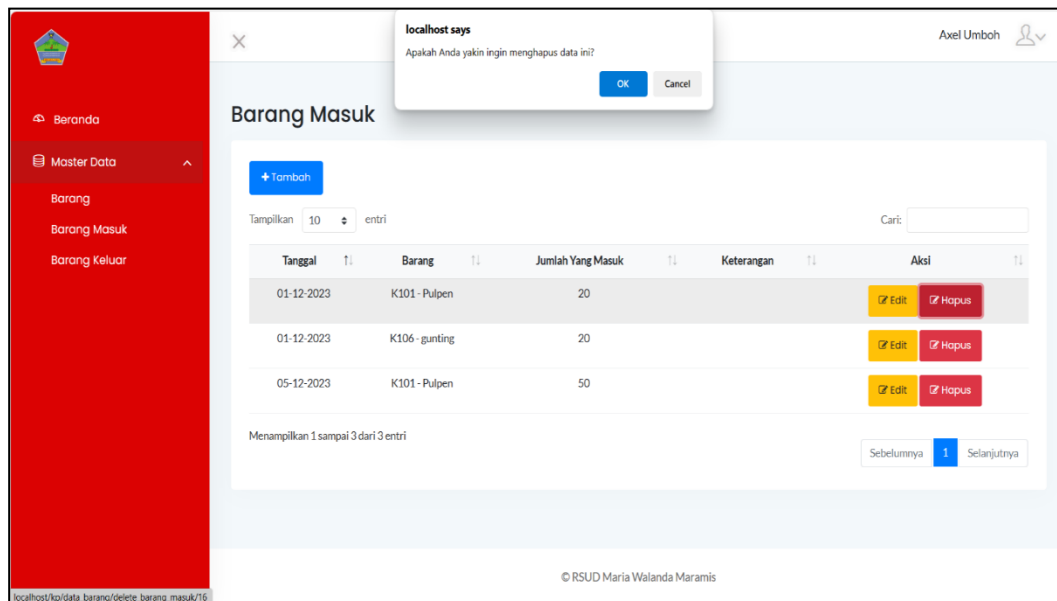 localhost says
Apakah Anda yakin ingin menghapus data ini?
OK Cancel
Axel Umboh
Beranda
Master Data
Barang
Barang Masuk
Barang Keluar
Barang Masuk
+Tambah
Tampilkan 10 entri
Cari:
Tanggal Barang Jumlah Yang Masuk Keterangan Aksi
01-12-2023 K101 - Pulpen 20 Edit Hapus
01-12-2023 K106 - gunting 20 Edit Hapus
05-12-2023 K101 - Pulpen 50 Edit Hapus
Menampilkan 1 sampai 3 dari 3 entri
Sebelumnya 1 Selanjutnya
© RSUD Maria Walanda Maramis
localhost/kp/data_barang/delete_barang_masuk/16